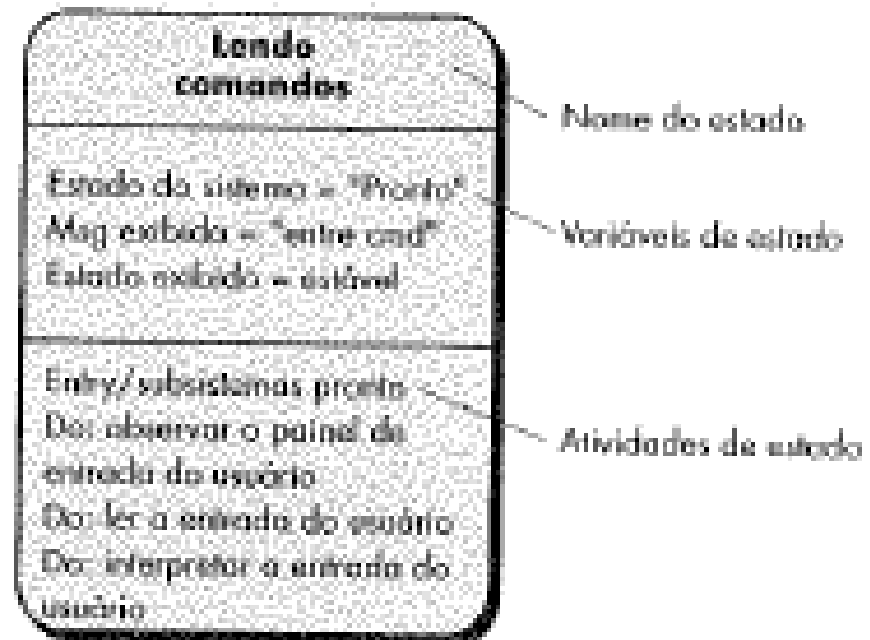 Lendo
comandos
Nome do estado
Estado do sistema = "Pronto"
Msg exibida = "entre cmd"
Estado exibido = estável
Variáveis de estado
Entry/subsistemas pronto
Do: observar o painel de
entrada do usuário
Do: ler a entrada do usuário
Do: interpretar a entrada do
usuário
Atividades de estado